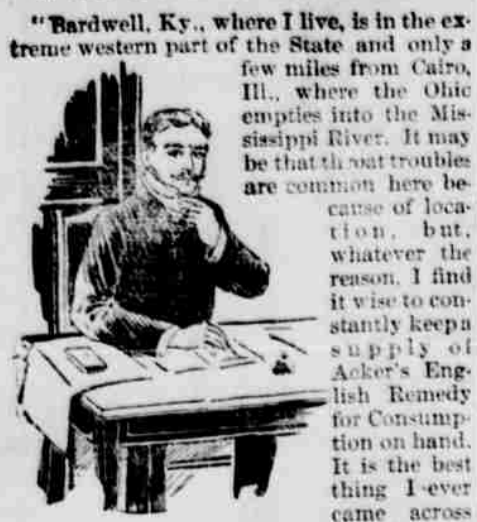 "Bardwell, Ky., where I live, is in the ex-
treme western part of the State and only a
few miles from Cairo,
Ill., where the Ohio
empties into the Mis-
sissippi River. It may
be that throat troubles
are common here be-
cause of loca-
tion, but,
whatever the
reason, I find
it wise to con-
stantly keep a
supply of
Acker's Eng-
lish Remedy
for Consump-
tion on hand.
It is the best
thing I ever
came across